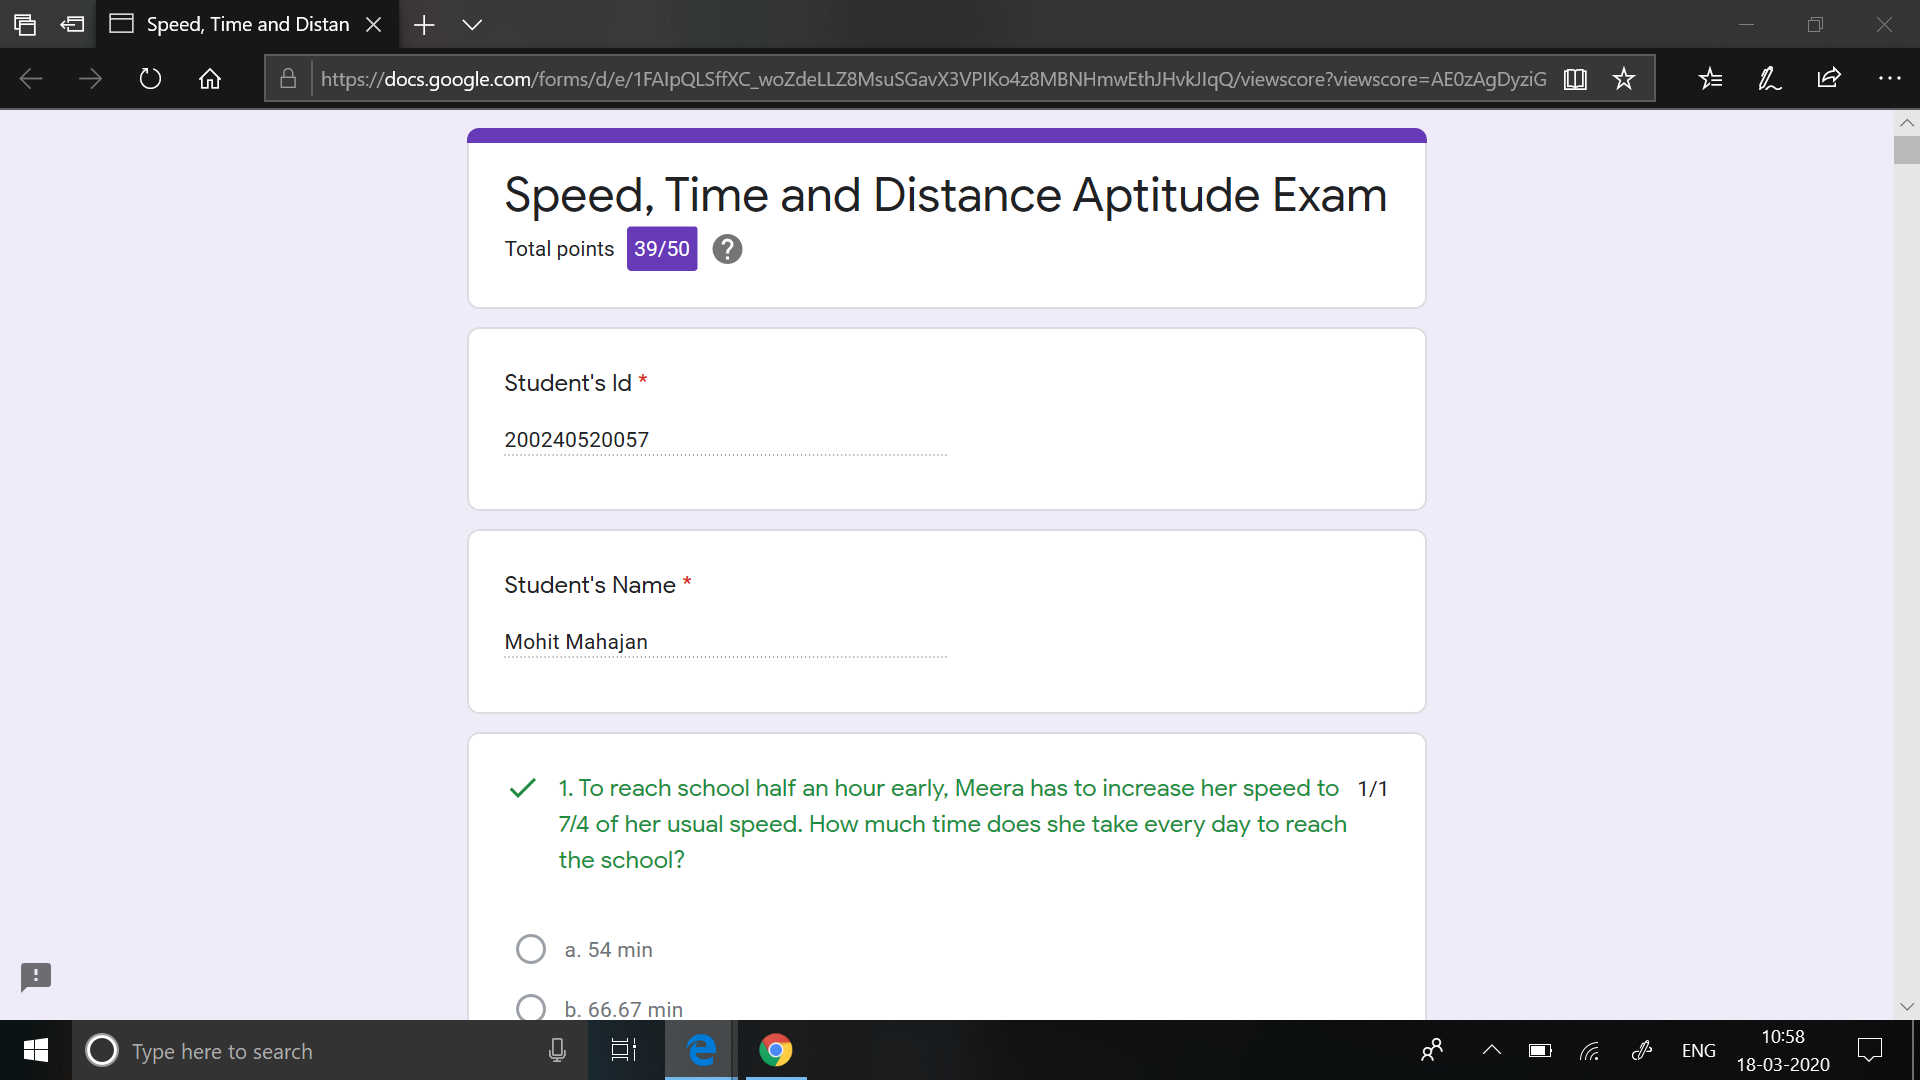 Speed, Time and Distan
https://docs.google.com/forms/d/e/1FAIpQLSffXC_woZdeLLZ8MsuSGavX3VPIKo4z8MBNHmwEthJHvkJIqQ/viewscore?viewscore=AE0zAgDyziG
Speed, Time and Distance Aptitude Exam
Total points 39/50 ?
Student's Id *
200240520057
Student's Name *
Mohit Mahajan
1. To reach school half an hour early, Meera has to increase her speed to 1/1
7/4 of her usual speed. How much time does she take every day to reach
the school?
a. 54 min
b. 66.67 min
Type here to search
ENG
10:58
18-03-2020